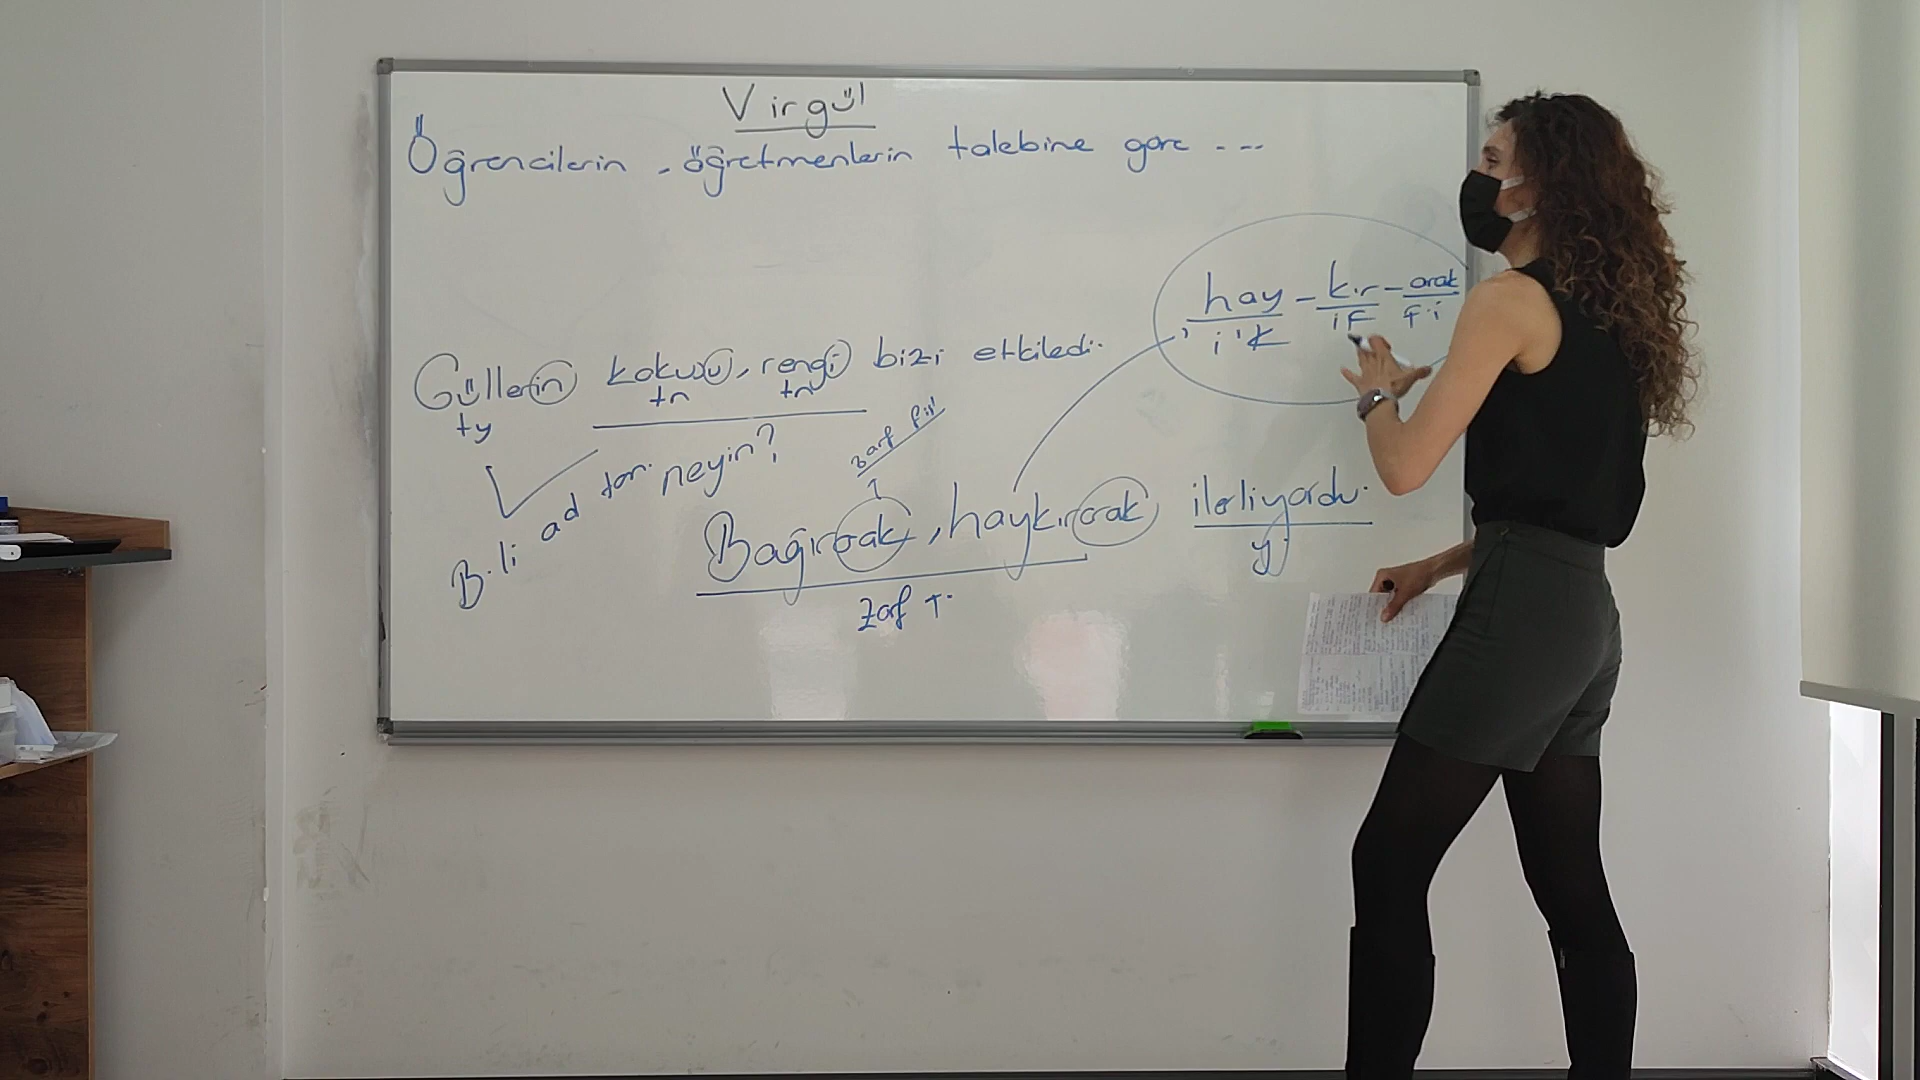 Virgül
Öğrencilerin, öğretmenlerin talebine göre ---
hay - kır - arak
i'k if fi
Güllerin kokusu, rengi bizi etkiledi.
ty tn tn
B.li ad tam. neyin?
zarf fiil
Bağırarak, haykırarak ilerliyordu.
zarf t. y